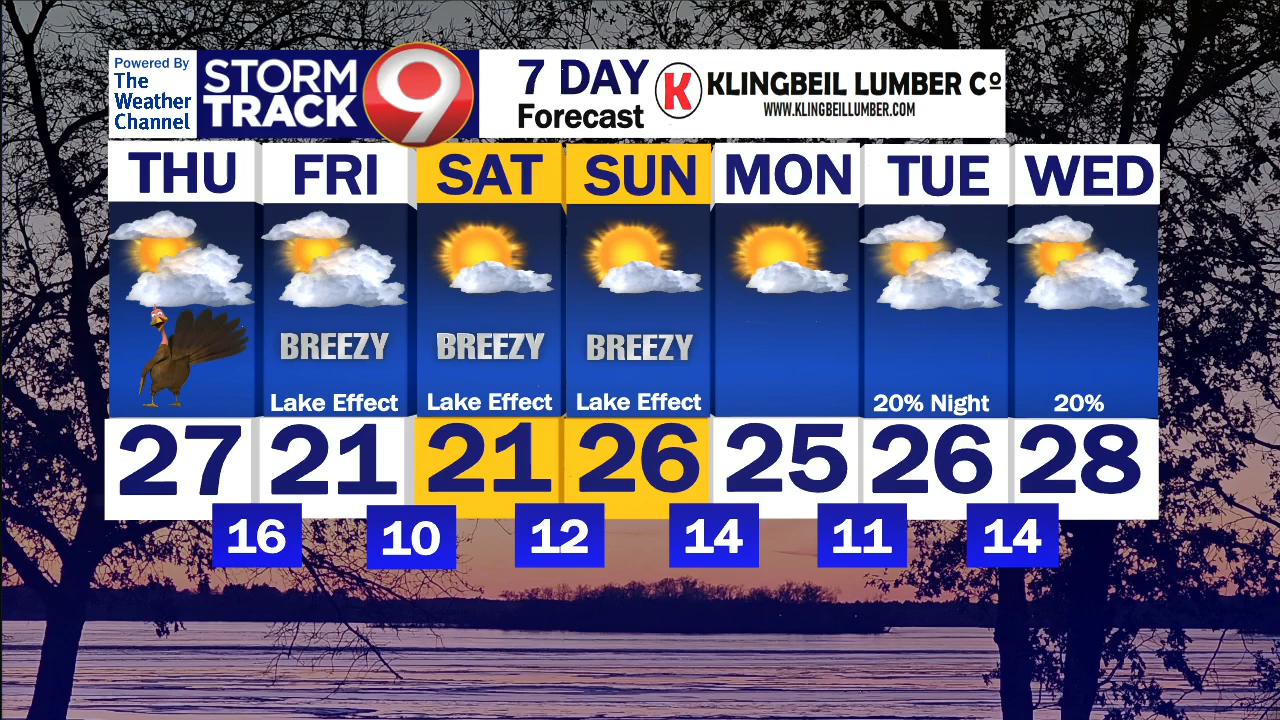 Powered By
The
Weather
Channel
STORM
TRACK
9
7 DAY
Forecast
K
KLINGBEIL LUMBER Cº
WWW.KLINGBEILLUMBER.COM
THU FRI SAT SUN MON TUE WED
BREEZY BREEZY BREEZY
Lake Effect Lake Effect Lake Effect 20% Night 20%
27 21 21 26 25 26 28
16 10 12 14 11 14